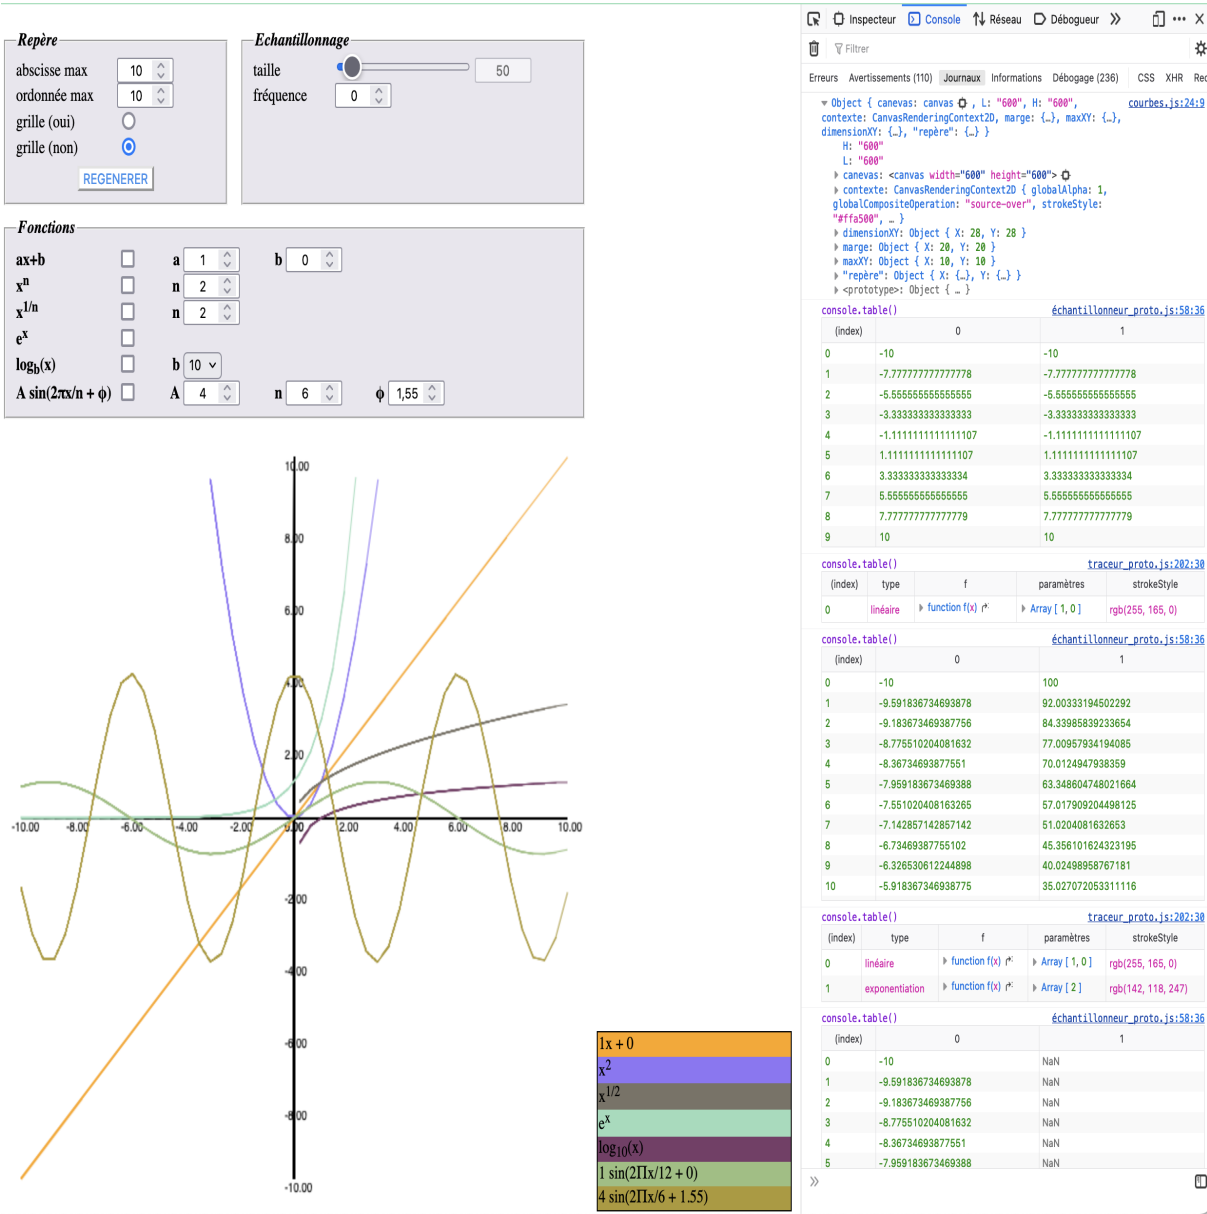 Repère
abscisse max 10
ordonnée max 10
grille (oui)
grille (non)
REGENERER
Echantillonnage
taille 50
fréquence 0
Fonctions
ax+b a 1 b 0
xⁿ n 2
x¹/ⁿ n 2
eˣ
log_b(x) b 10
A sin(2πx/n + ϕ) A 4 n 6 ϕ 1,55
10.00
8.00
6.00
4.00
2.00
-10.00 -8.00 -6.00 -4.00 -2.00 0.00 2.00 4.00 6.00 8.00 10.00
-2.00
-4.00
-6.00
-8.00
-10.00
1x + 0
x²
x¹/²
eˣ
log₁₀(x)
1 sin(2Πx/12 + 0)
4 sin(2Πx/6 + 1.55)
Inspecteur Console Réseau Débogueur
Filtrer
Erreurs Avertissements (110) Journaux Informations Débogage (236) CSS XHR Rec
Object { canevas: canvas , L: "600", H: "600", courbes.js:24:9
contexte: CanvasRenderingContext2D, marge: {…}, maxXY: {…},
dimensionXY: {…}, "repère": {…} }
H: "600"
L: "600"
canevas: <canvas width="600" height="600">
contexte: CanvasRenderingContext2D { globalAlpha: 1,
globalCompositeOperation: "source-over", strokeStyle:
"#ffa500", … }
dimensionXY: Object { X: 28, Y: 28 }
marge: Object { X: 20, Y: 20 }
maxXY: Object { X: 10, Y: 10 }
"repère": Object { X: {…}, Y: {…} }
<prototype>: Object { … }
console.table() échantillonneur_proto.js:58:36
(index) 0 1
0 -10 -10
1 -7.777777777777778 -7.777777777777778
2 -5.555555555555555 -5.555555555555555
3 -3.333333333333333 -3.333333333333333
4 -1.1111111111111107 -1.1111111111111107
5 1.1111111111111107 1.1111111111111107
6 3.333333333333334 3.333333333333334
7 5.555555555555555 5.555555555555555
8 7.777777777777779 7.777777777777779
9 10 10
console.table() traceur_proto.js:202:30
(index) type f paramètres strokeStyle
0 linéaire function f(x) Array [ 1, 0 ] rgb(255, 165, 0)
console.table() échantillonneur_proto.js:58:36
(index) 0 1
0 -10 100
1 -9.591836734693878 92.00333194502292
2 -9.183673469387756 84.33985839233654
3 -8.775510204081632 77.00957934194085
4 -8.36734693877551 70.0124947938359
5 -7.959183673469388 63.348604748021664
6 -7.551020408163265 57.017909204498125
7 -7.142857142857142 51.0204081632653
8 -6.73469387755102 45.356101624323195
9 -6.326530612244898 40.02498958767181
10 -5.918367346938775 35.027072053311116
console.table() traceur_proto.js:202:30
(index) type f paramètres strokeStyle
0 linéaire function f(x) Array [ 1, 0 ] rgb(255, 165, 0)
1 exponentiation function f(x) Array [ 2 ] rgb(142, 118, 247)
console.table() échantillonneur_proto.js:58:36
(index) 0 1
0 -10 NaN
1 -9.591836734693878 NaN
2 -9.183673469387756 NaN
3 -8.775510204081632 NaN
4 -8.36734693877551 NaN
5 -7.959183673469388 NaN